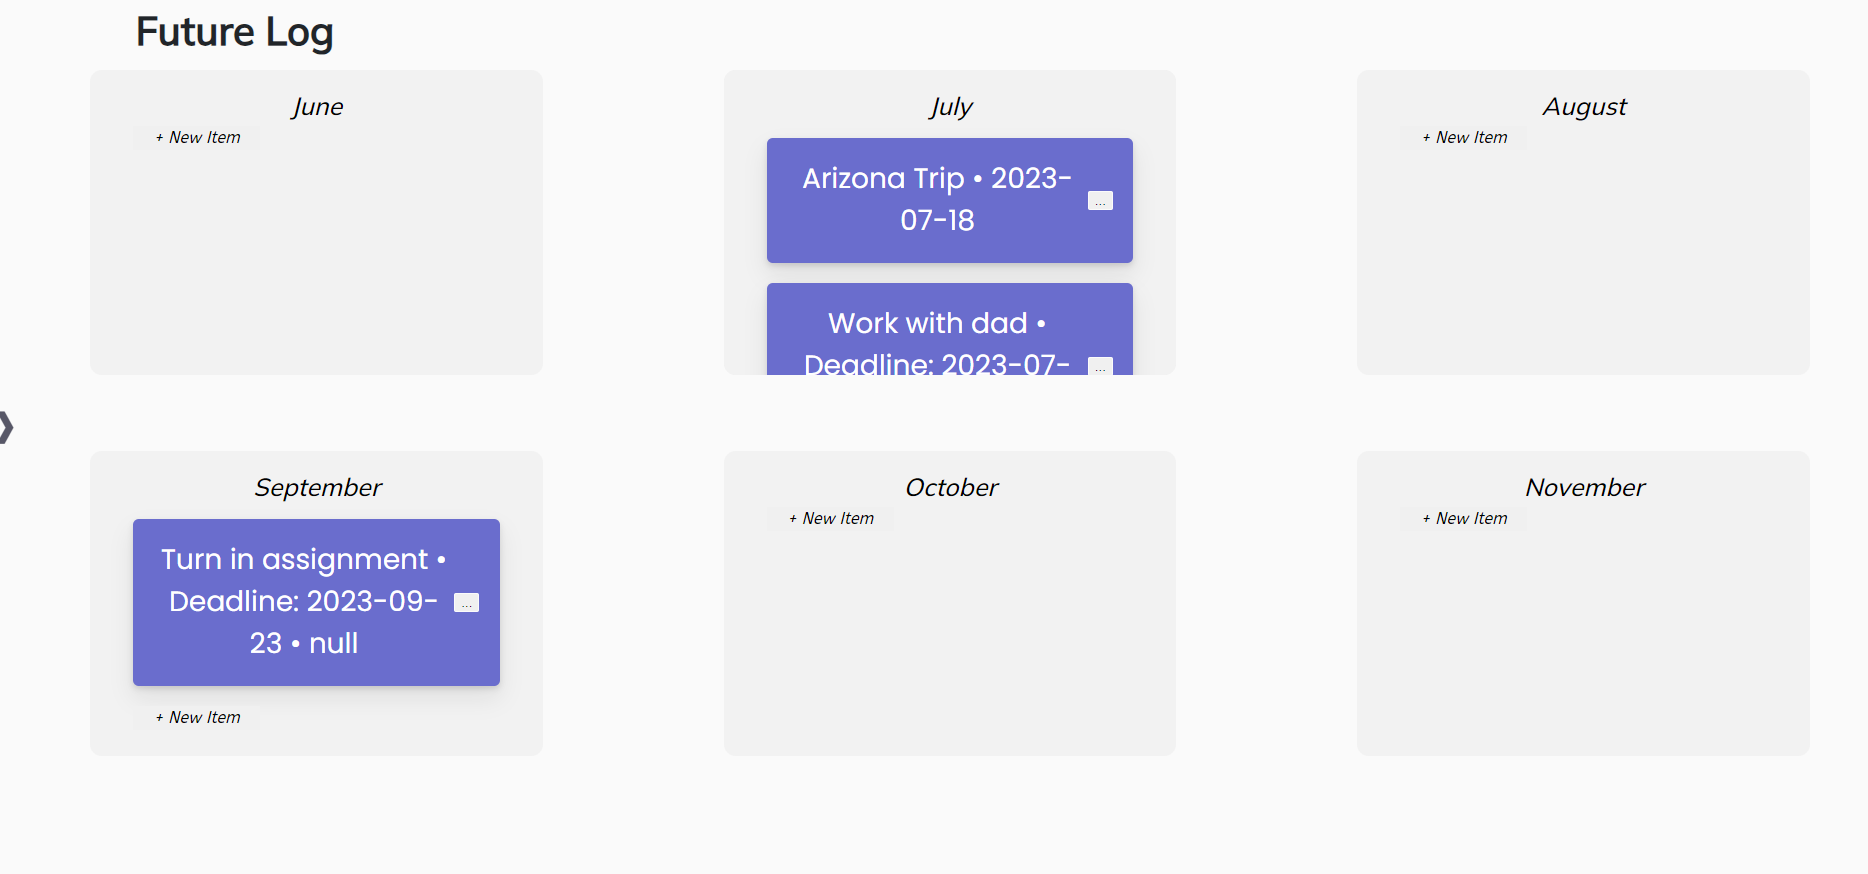 Future Log
June
+ New Item
July
Arizona Trip • 2023-
07-18
...
Work with dad •
Deadline: 2023-07-
...
August
+ New Item
September
Turn in assignment •
Deadline: 2023-09-
23 • null
...
+ New Item
October
+ New Item
November
+ New Item